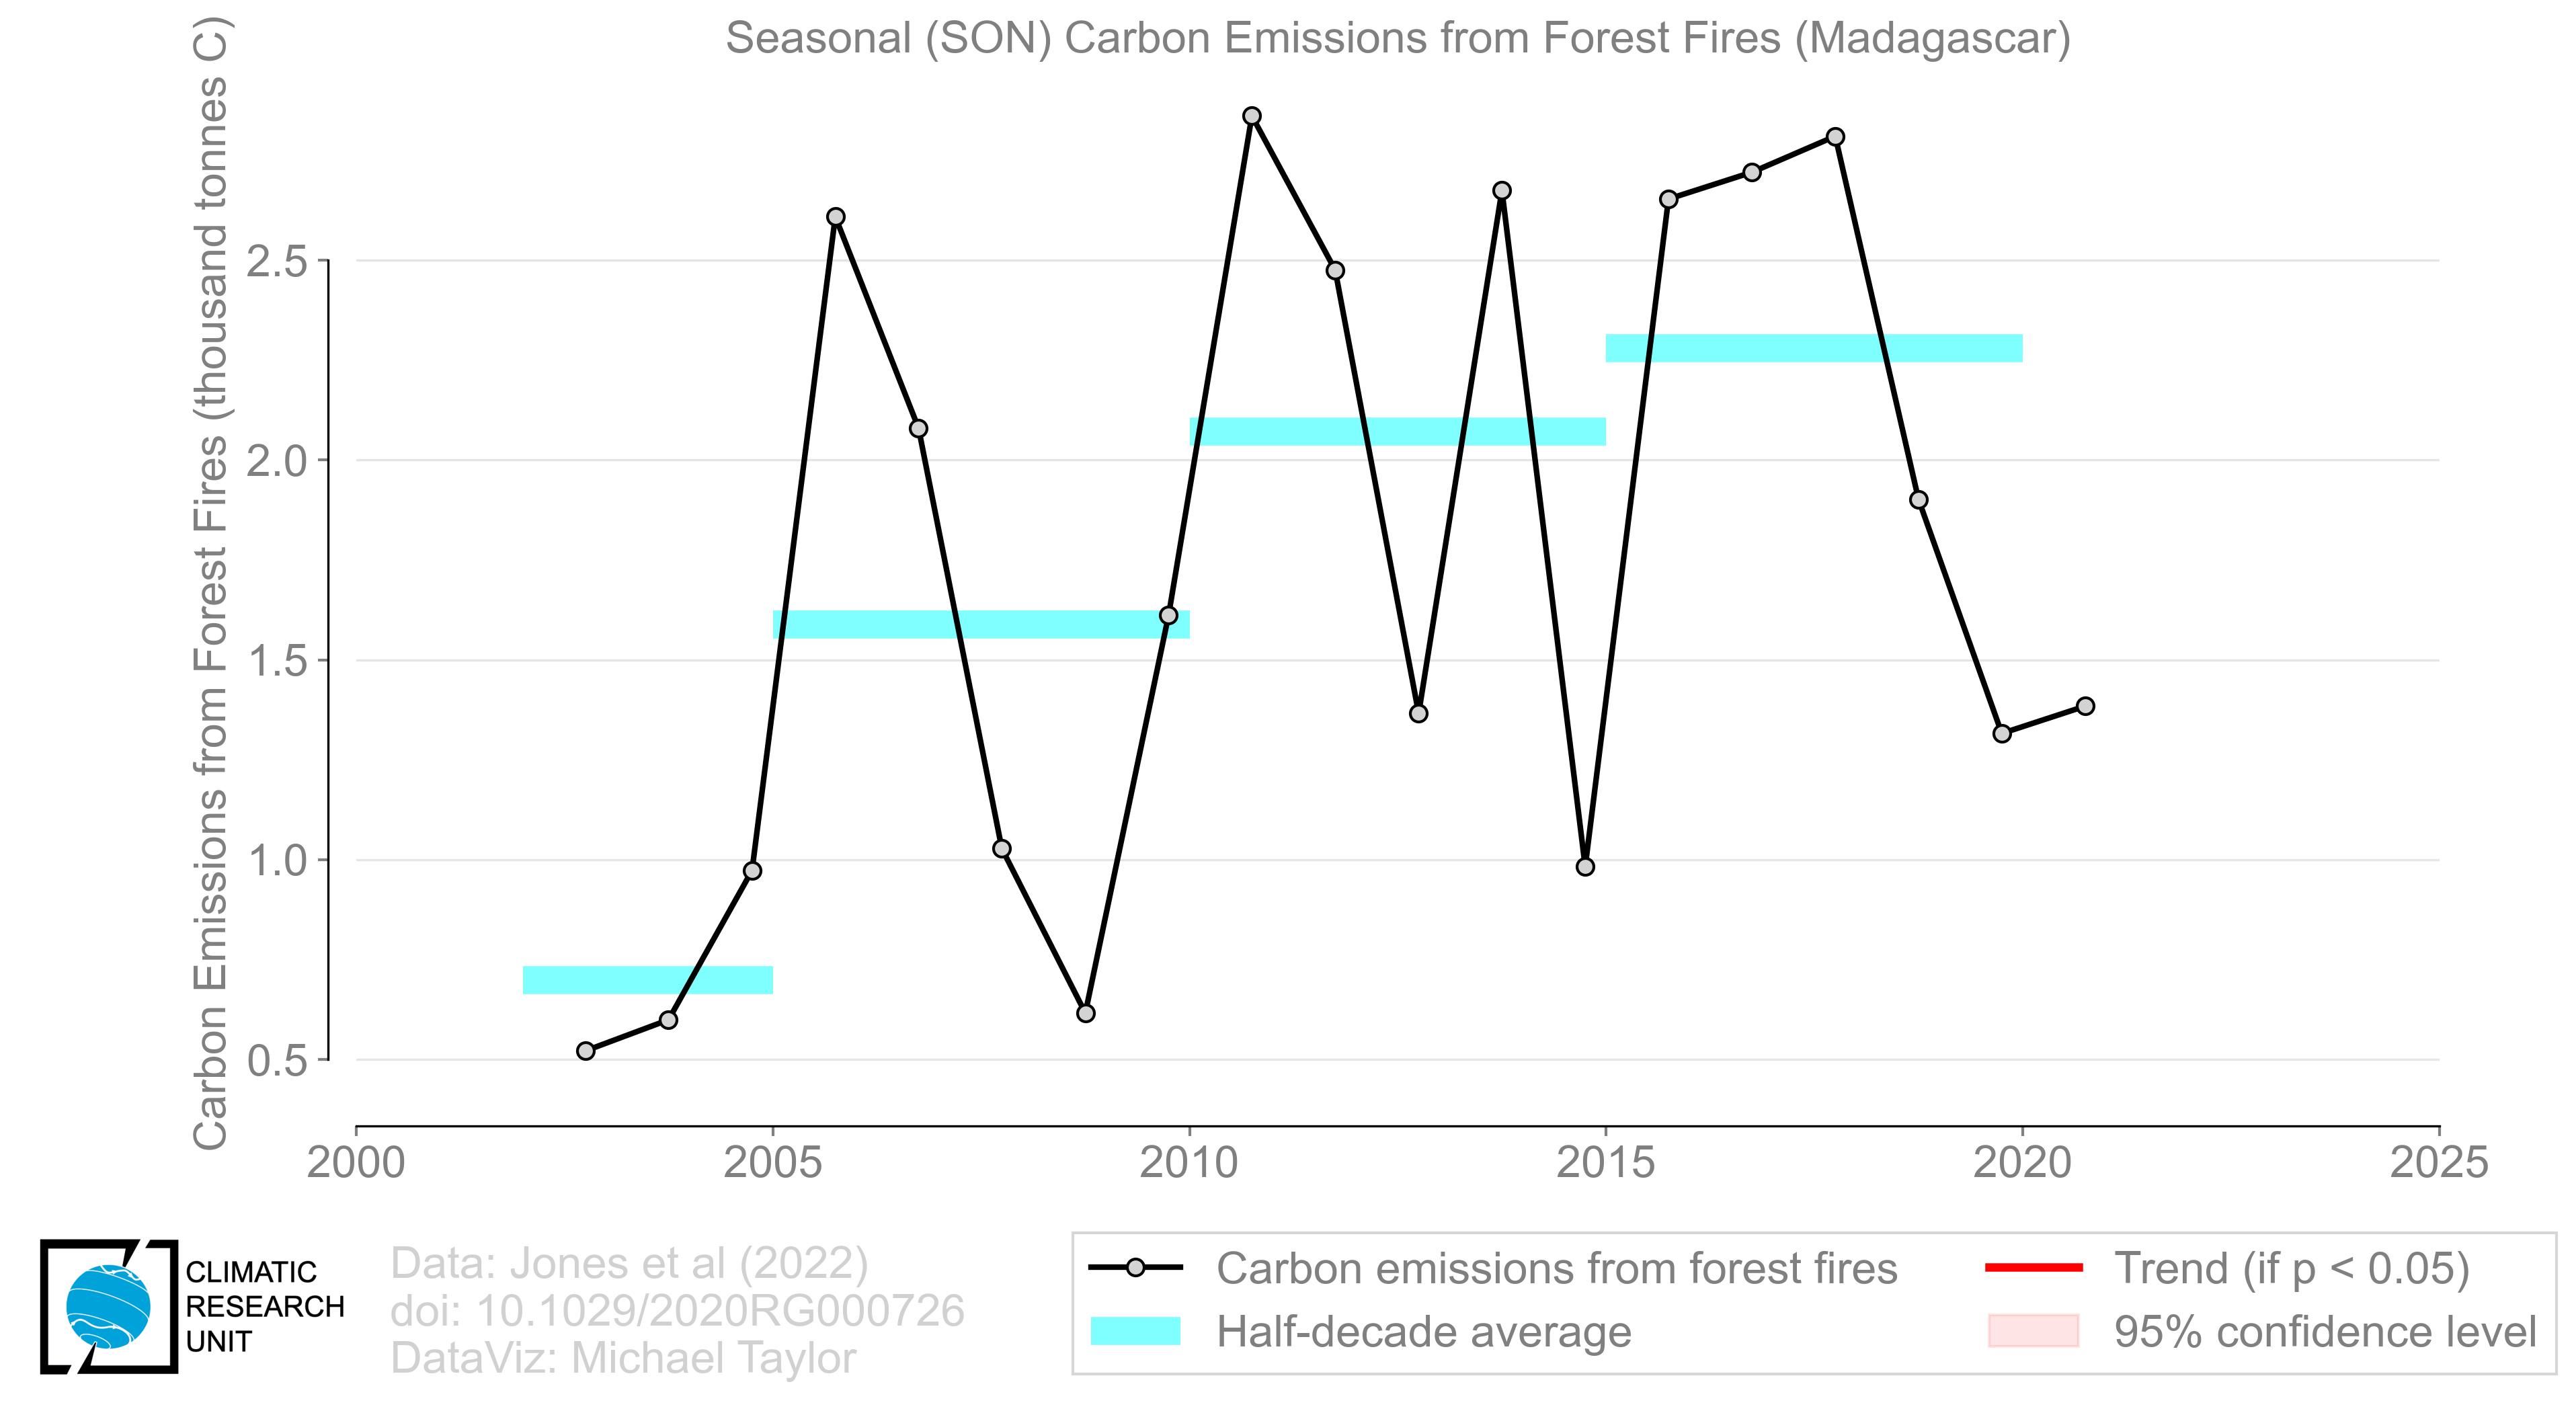 Seasonal (SON) Carbon Emissions from Forest Fires (Madagascar)
Carbon Emissions from Forest Fires (thousand tonnes C)
2.5
2.0
1.5
1.0
0.5
2000 2005 2010 2015 2020 2025
CLIMATIC
RESEARCH
UNIT
Data: Jones et al (2022)
doi: 10.1029/2020RG000726
DataViz: Michael Taylor
Carbon emissions from forest fires
Half-decade average
Trend (if p < 0.05)
95% confidence level